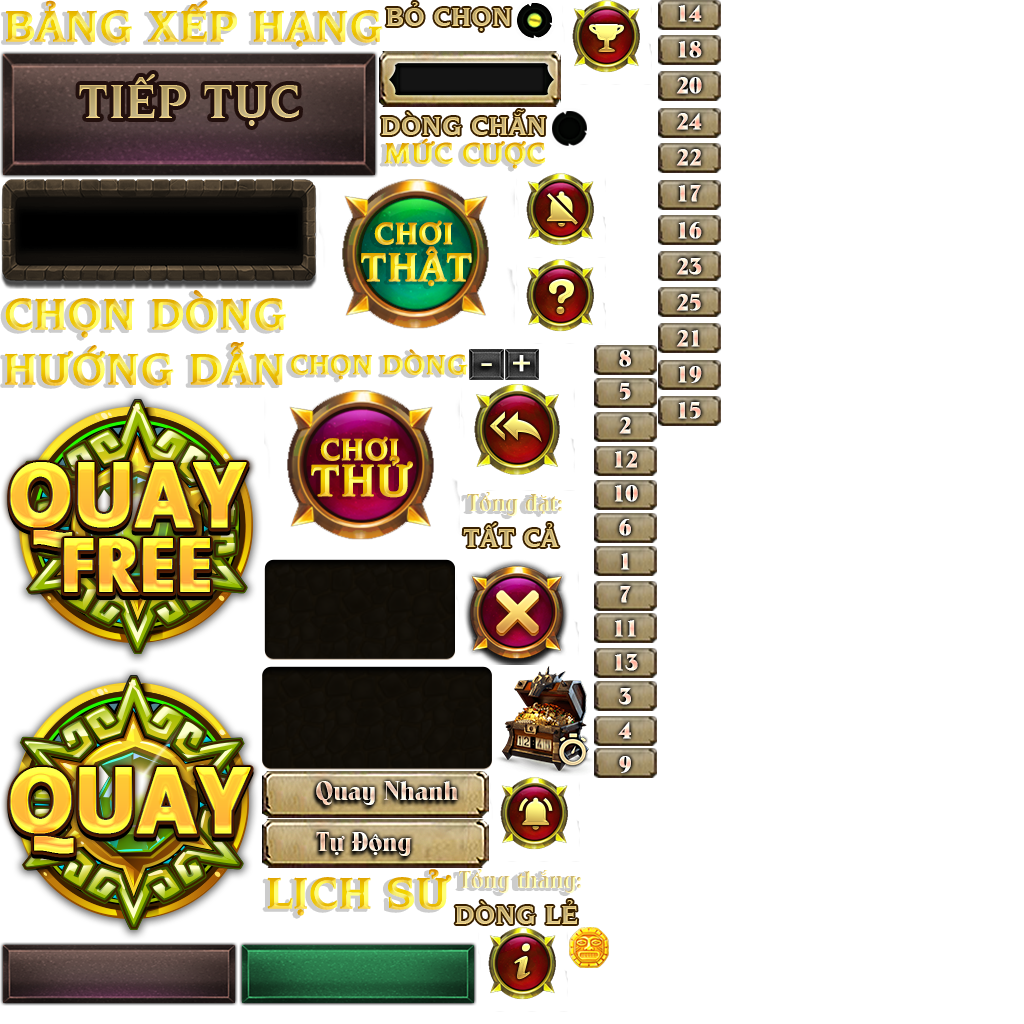 BẢNG XẾP HẠNG
BỎ CHỌN
TIẾP TỤC
DÒNG CHẴN
MỨC CƯỢC
CHƠI
THẬT
?
CHỌN DÒNG
HƯỚNG DẪN
CHỌN DÒNG
-
+
QUAY
FREE
CHƠI
THỬ
Tổng đặt:
TẤT CẢ
QUAY
Quay Nhanh
Tự Động
LỊCH SỬ
Tổng thắng:
DÒNG LẺ
i
8
5
2
12
10
6
1
7
11
13
3
4
9
14
18
20
24
22
17
16
23
25
21
19
15